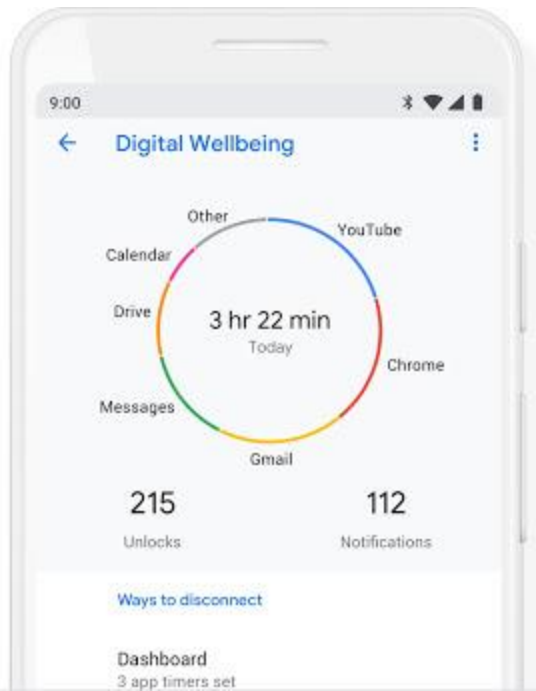 9:00
Digital Wellbeing
Other
YouTube
Calendar
Drive
3 hr 22 min
Today
Chrome
Messages
Gmail
215
112
Unlocks
Notifications
Ways to disconnect
Dashboard
3 app timers set